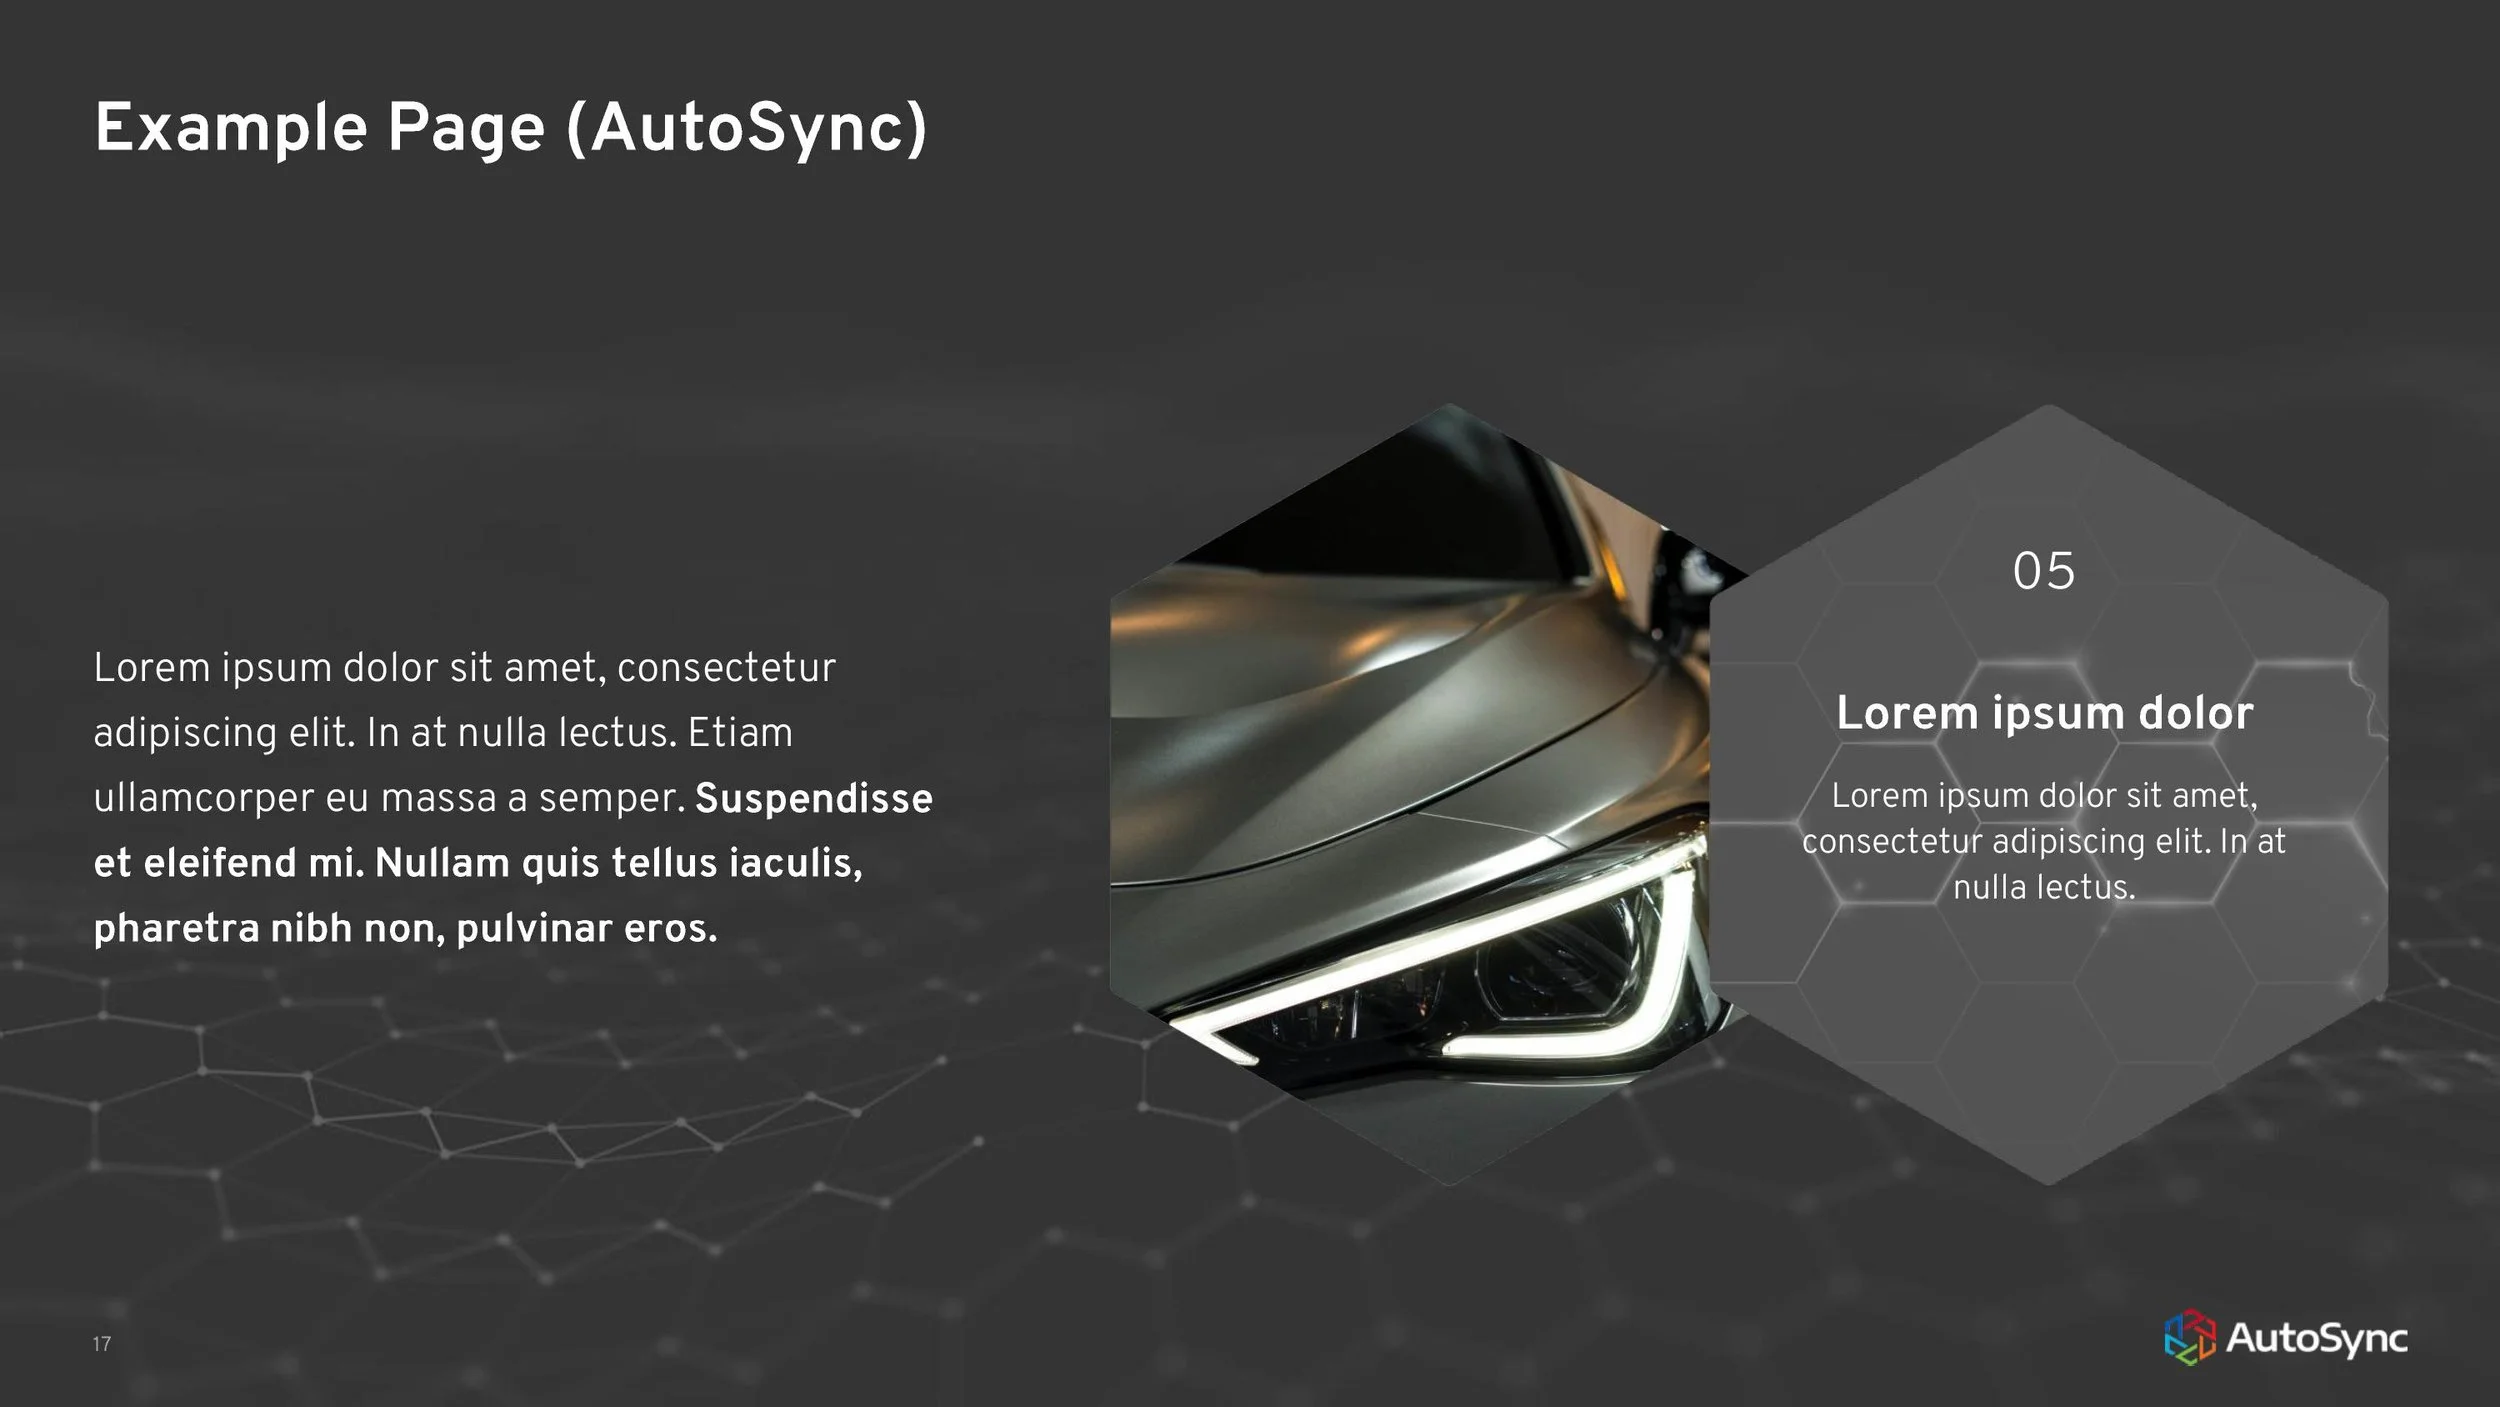 Example Page (AutoSync)
Lorem ipsum dolor sit amet, consectetur
adipiscing elit. In at nulla lectus. Etiam
ullamcorper eu massa a semper. Suspendisse
et eleifend mi. Nullam quis tellus iaculis,
pharetra nibh non, pulvinar eros.
05
Lorem ipsum dolor
Lorem ipsum dolor sit amet,
consectetur adipiscing elit. In at
nulla lectus.
17
AutoSync